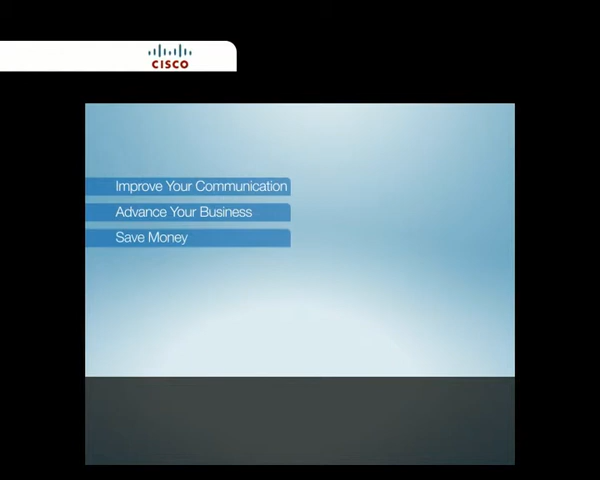 CISCO
Improve Your Communication
Advance Your Business
Save Money